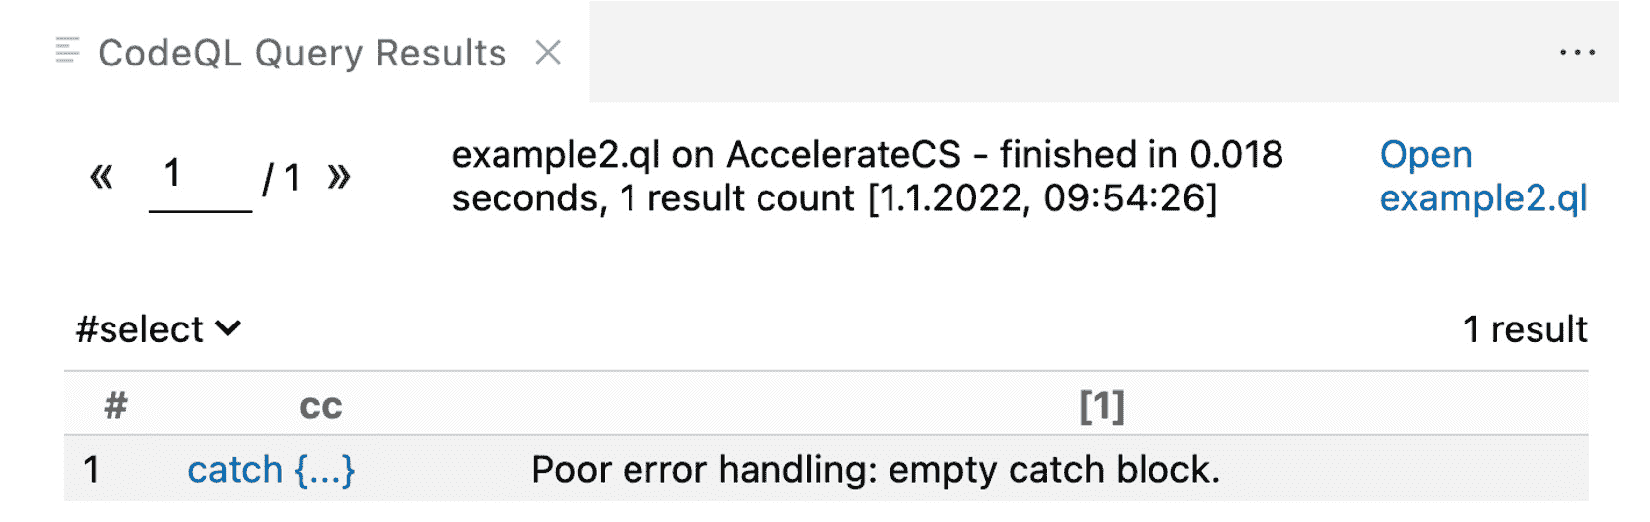 CodeQL Query Results
...
« 1 / 1 »
example2.ql on AccelerateCS - finished in 0.018
seconds, 1 result count [1.1.2022, 09:54:26]
Open
example2.ql
#select
1 result
# cc [1]
1 catch {...} Poor error handling: empty catch block.